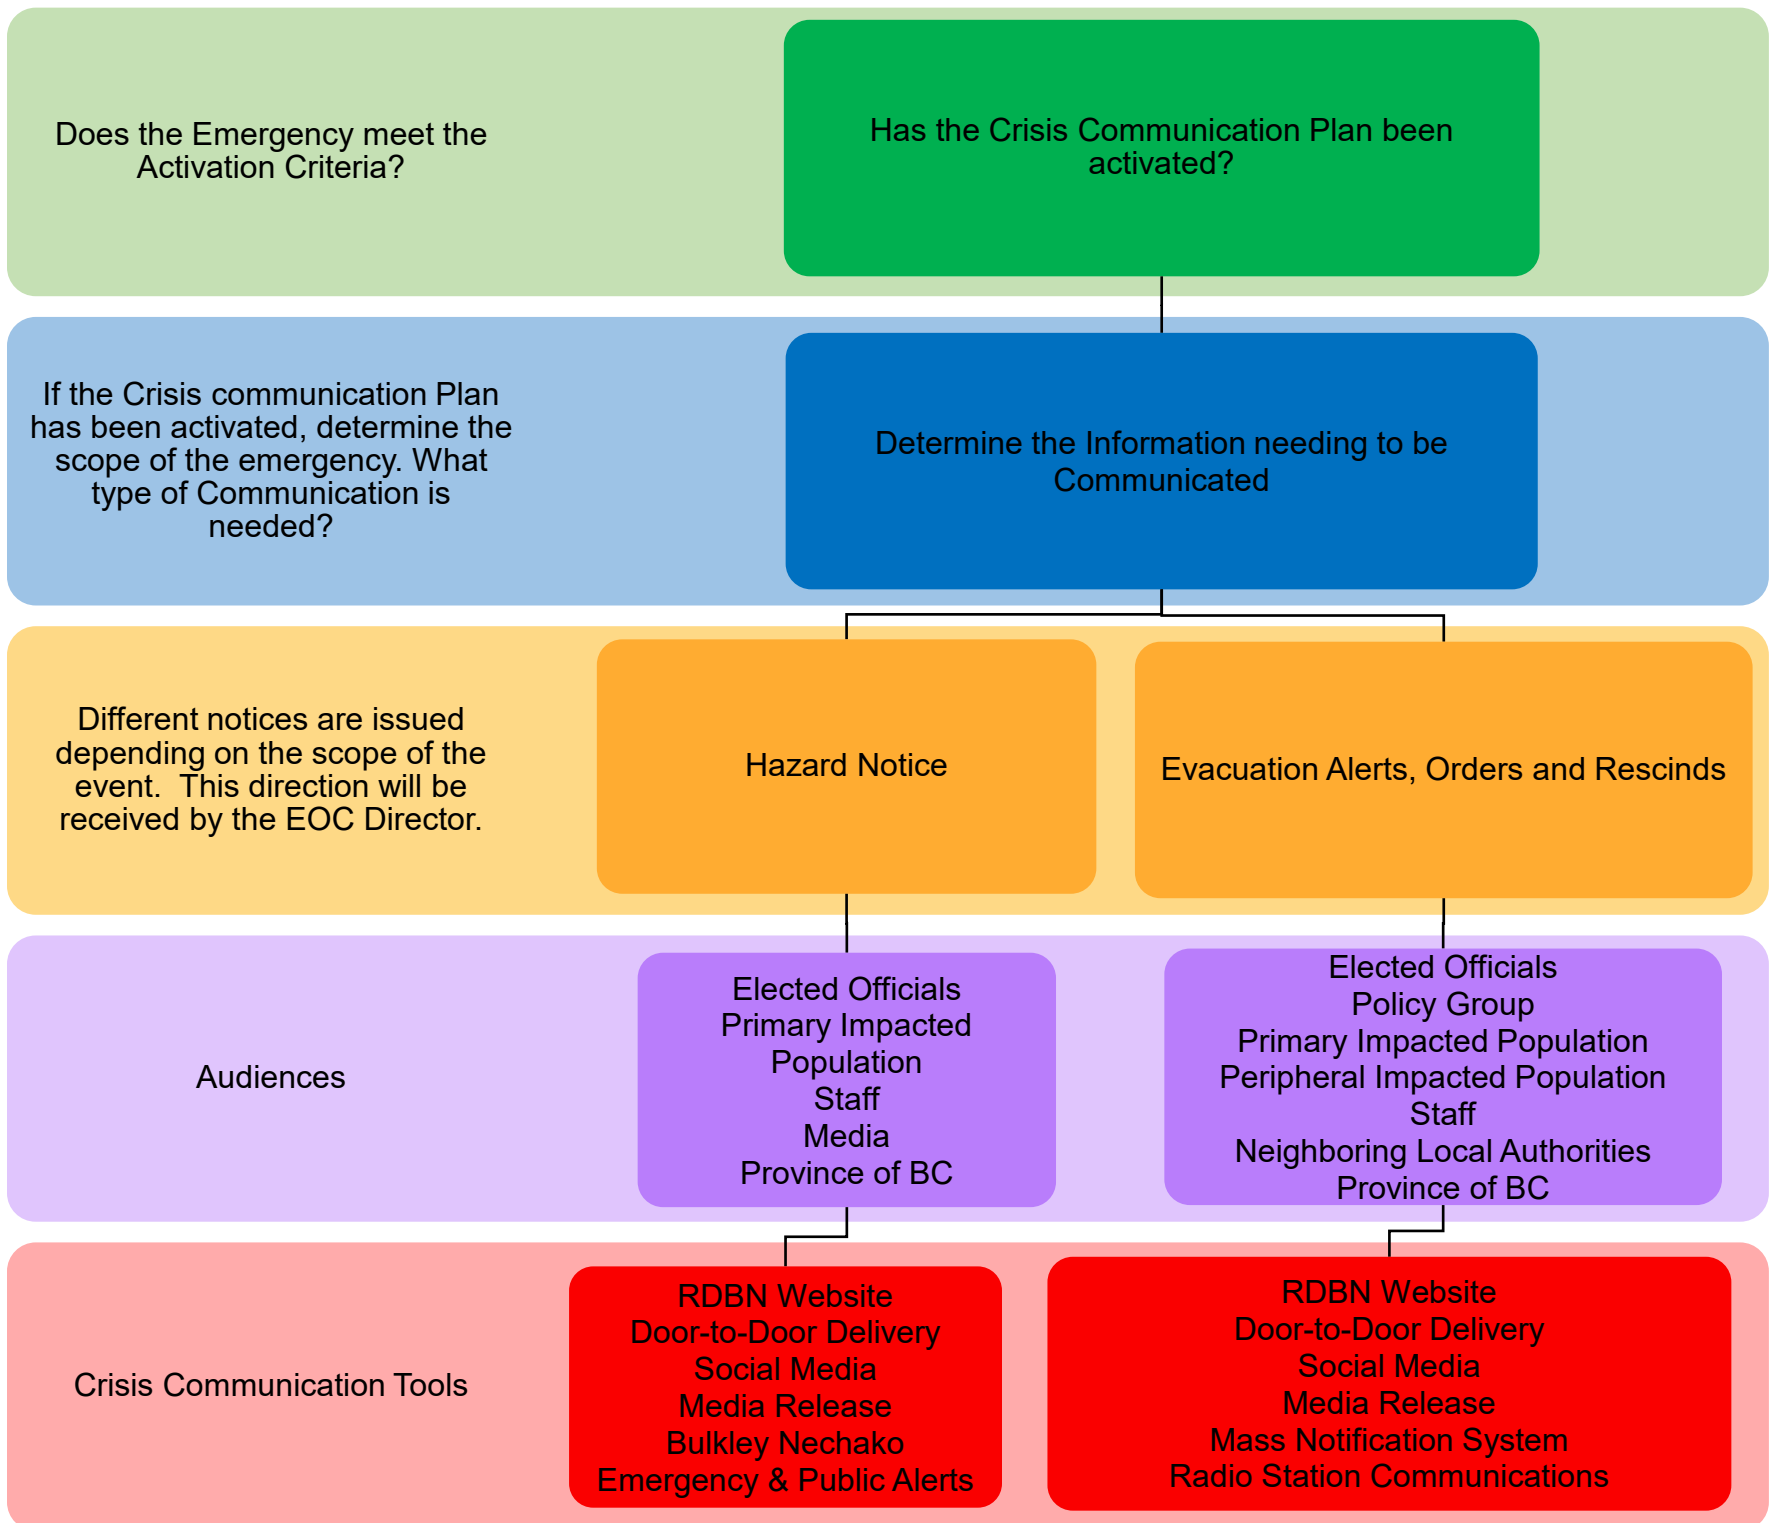 Does the Emergency meet the
Activation Criteria?
Has the Crisis Communication Plan been
activated?
If the Crisis communication Plan
has been activated, determine the
scope of the emergency. What
type of Communication is
needed?
Determine the Information needing to be
Communicated
Different notices are issued
depending on the scope of the
event.  This direction will be
received by the EOC Director.
Hazard Notice
Evacuation Alerts, Orders and Rescinds
Audiences
Elected Officials
Primary Impacted
Population
Staff
Media
Province of BC
Elected Officials
Policy Group
Primary Impacted Population
Peripheral Impacted Population
Staff
Neighboring Local Authorities
Province of BC
Crisis Communication Tools
RDBN Website
Door-to-Door Delivery
Social Media
Media Release
Bulkley Nechako
Emergency & Public Alerts
RDBN Website
Door-to-Door Delivery
Social Media
Media Release
Mass Notification System
Radio Station Communications